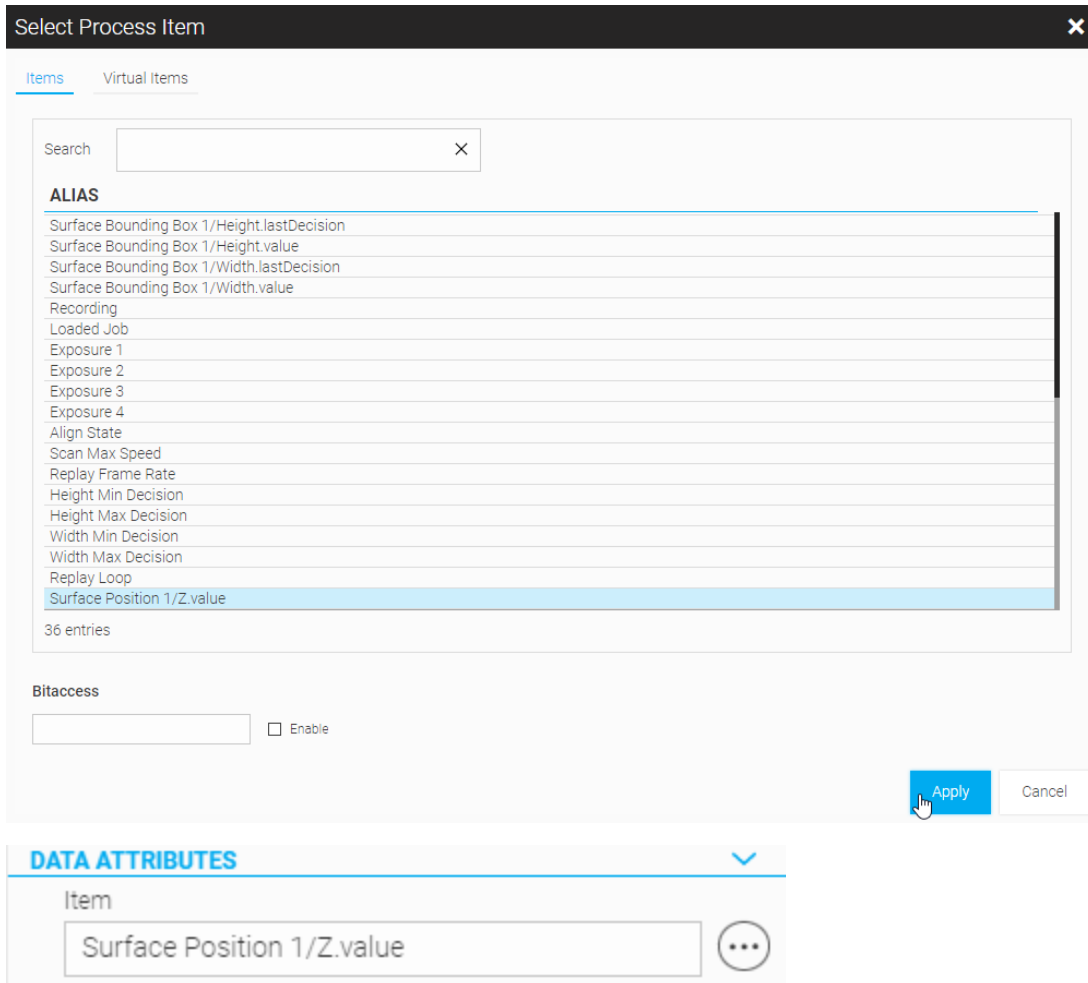 Select Process Item
Items Virtual Items
Search
ALIAS
Surface Bounding Box 1/Height.lastDecision
Surface Bounding Box 1/Height.value
Surface Bounding Box 1/Width.lastDecision
Surface Bounding Box 1/Width.value
Recording
Loaded Job
Exposure 1
Exposure 2
Exposure 3
Exposure 4
Align State
Scan Max Speed
Replay Frame Rate
Height Min Decision
Height Max Decision
Width Min Decision
Width Max Decision
Replay Loop
Surface Position 1/Z.value
36 entries
Bitaccess
Enable
Apply Cancel
DATA ATTRIBUTES
Item
Surface Position 1/Z.value